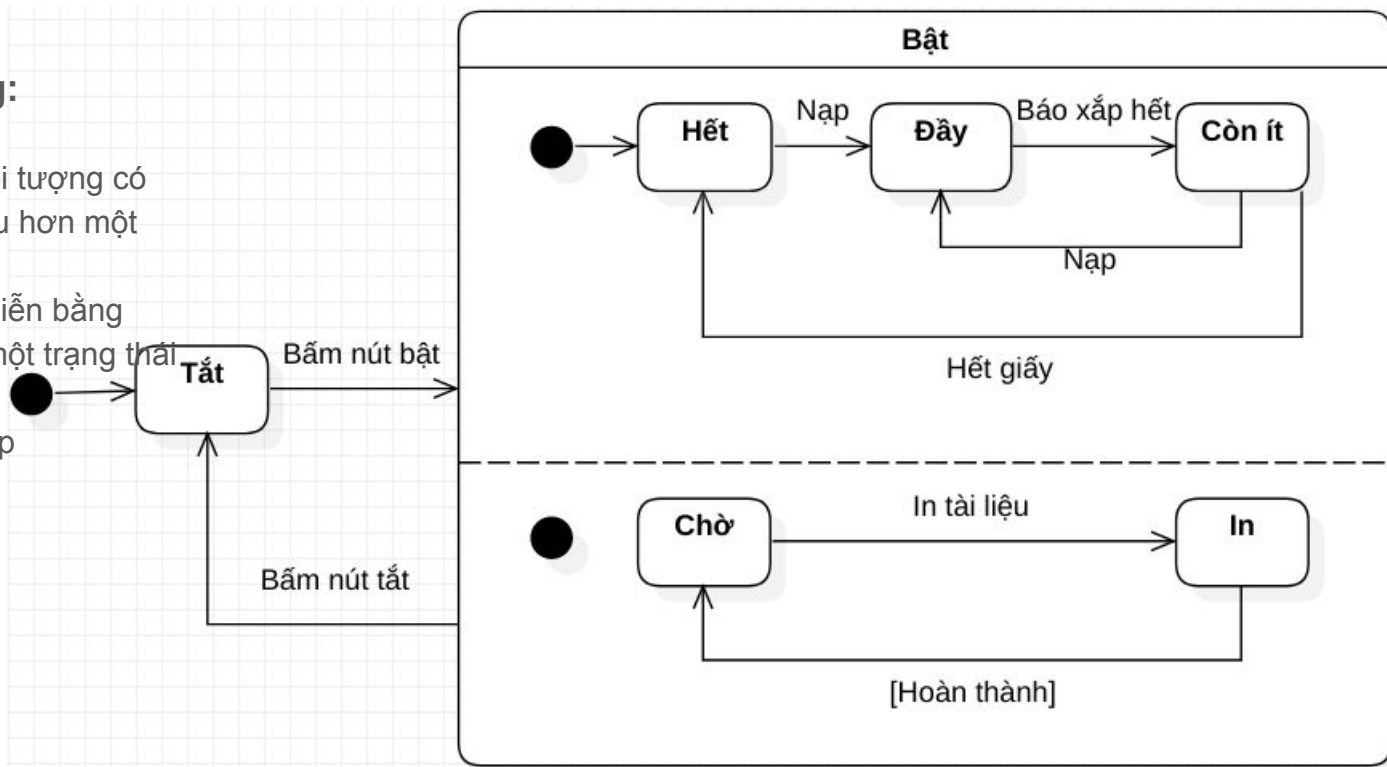 Bật
g:
i tượng có
u hơn một
iễn bằng
một trạng thái
p
Hết
Nạp
Đầy
Báo xắp hết
Còn ít
Nạp
Hết giấy
Tắt
Bấm nút bật
Bấm nút tắt
Chờ
In tài liệu
In
[Hoàn thành]